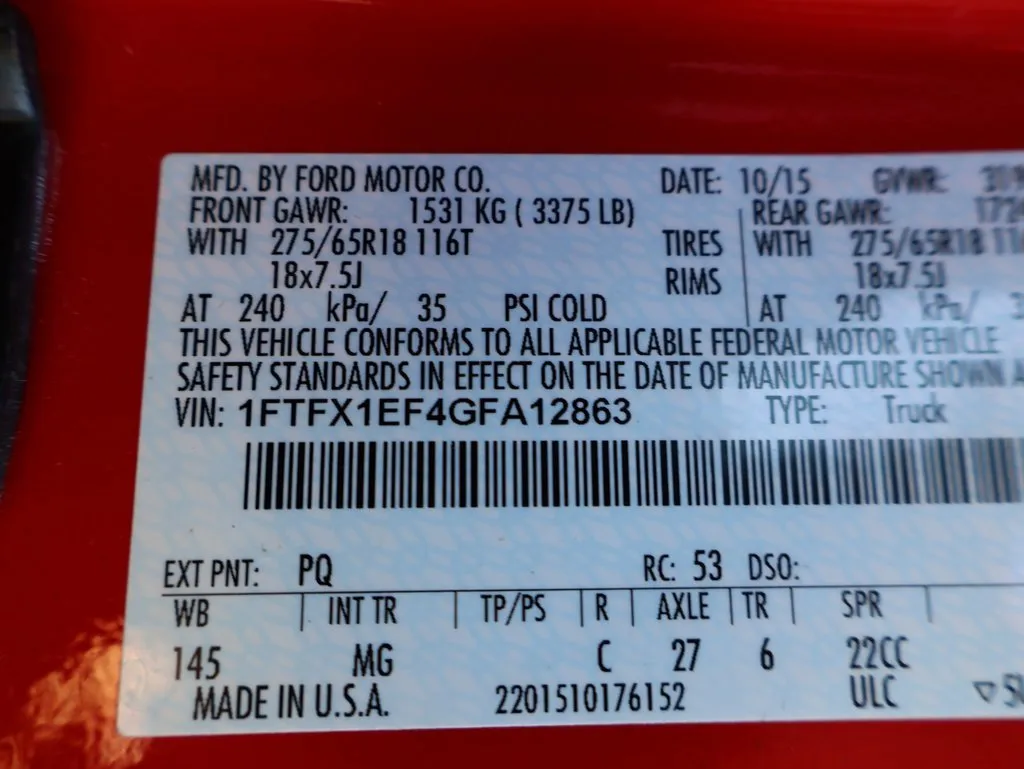 MFD. BY FORD MOTOR CO. DATE: 10/15 GVWR:
FRONT GAWR: 1531 KG ( 3375 LB) REAR GAWR:
WITH 275/65R18 116T TIRES WITH 275/65R18
18x7.5J RIMS 18x7.5J
AT 240 kPa/ 35 PSI COLD AT 240 kPa/
THIS VEHICLE CONFORMS TO ALL APPLICABLE FEDERAL MOTOR VEHICLE
SAFETY STANDARDS IN EFFECT ON THE DATE OF MANUFACTURE SHOWN
VIN: 1FTFX1EF4GFA12863 TYPE: Truck
EXT PNT: PQ RC: 53 DSO:
WB INT TR TP/PS R AXLE TR SPR
145 MG C 27 6 22CC
MADE IN U.S.A. 2201510176152 ULC